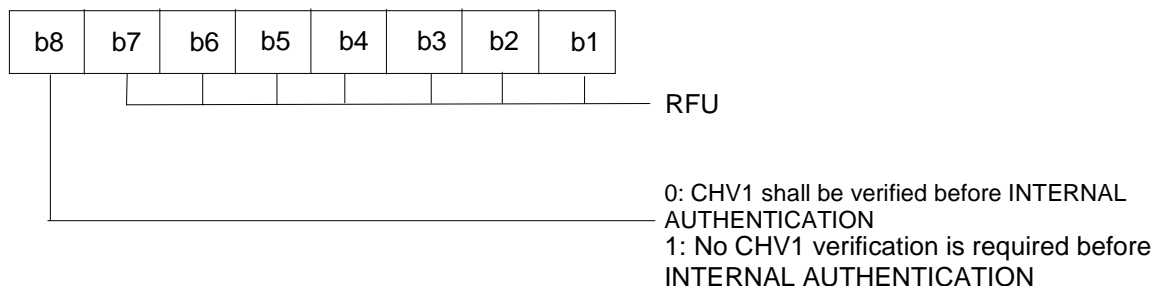 b8 b7 b6 b5 b4 b3 b2 b1
RFU
0: CHV1 shall be verified before INTERNAL
AUTHENTICATION
1: No CHV1 verification is required before
INTERNAL AUTHENTICATION